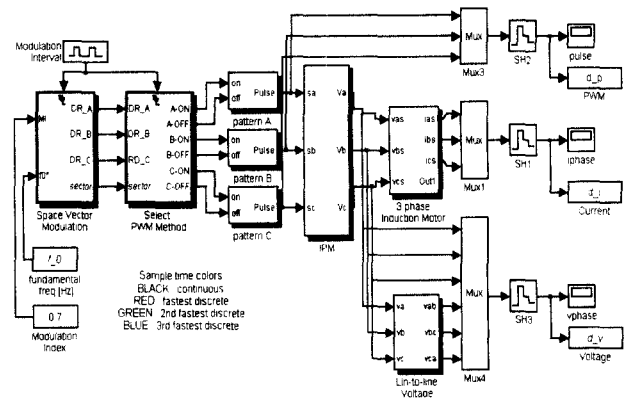 Modulation
Interval
MI
f0*
DR_A
DR_B
DR_C
sector
Space Vector
Modulation
DR_A
DR_B
RD_C
sector
A-ON
A-OFF
B-ON
B-OFF
C-ON
C-OFF
Select
PWM Method
on
off
Pulse
pattern A
on
off
Pulse
pattern B
on
off
Pulse
pattern C
sa
sb
sc
Va
Vb
Vc
IPM
vas
vbs
vcs
ias
ibs
ics
Out1
3 phase
Induction Motor
Mux
Mux3
SH2
pulse
d_p
PWM
Mux
Mux1
SH1
iphase
d_i
Current
f_0
fundamental
freq [Hz]
0.7
Modulation
Index
Sample time colors
BLACK continuous
RED fastest discrete
GREEN 2nd fastest discrete
BLUE 3rd fastest discrete
va
vb
vc
vab
vbc
vca
Lin-to-line
Voltage
Mux
Mux4
SH3
vphase
d_v
Voltage